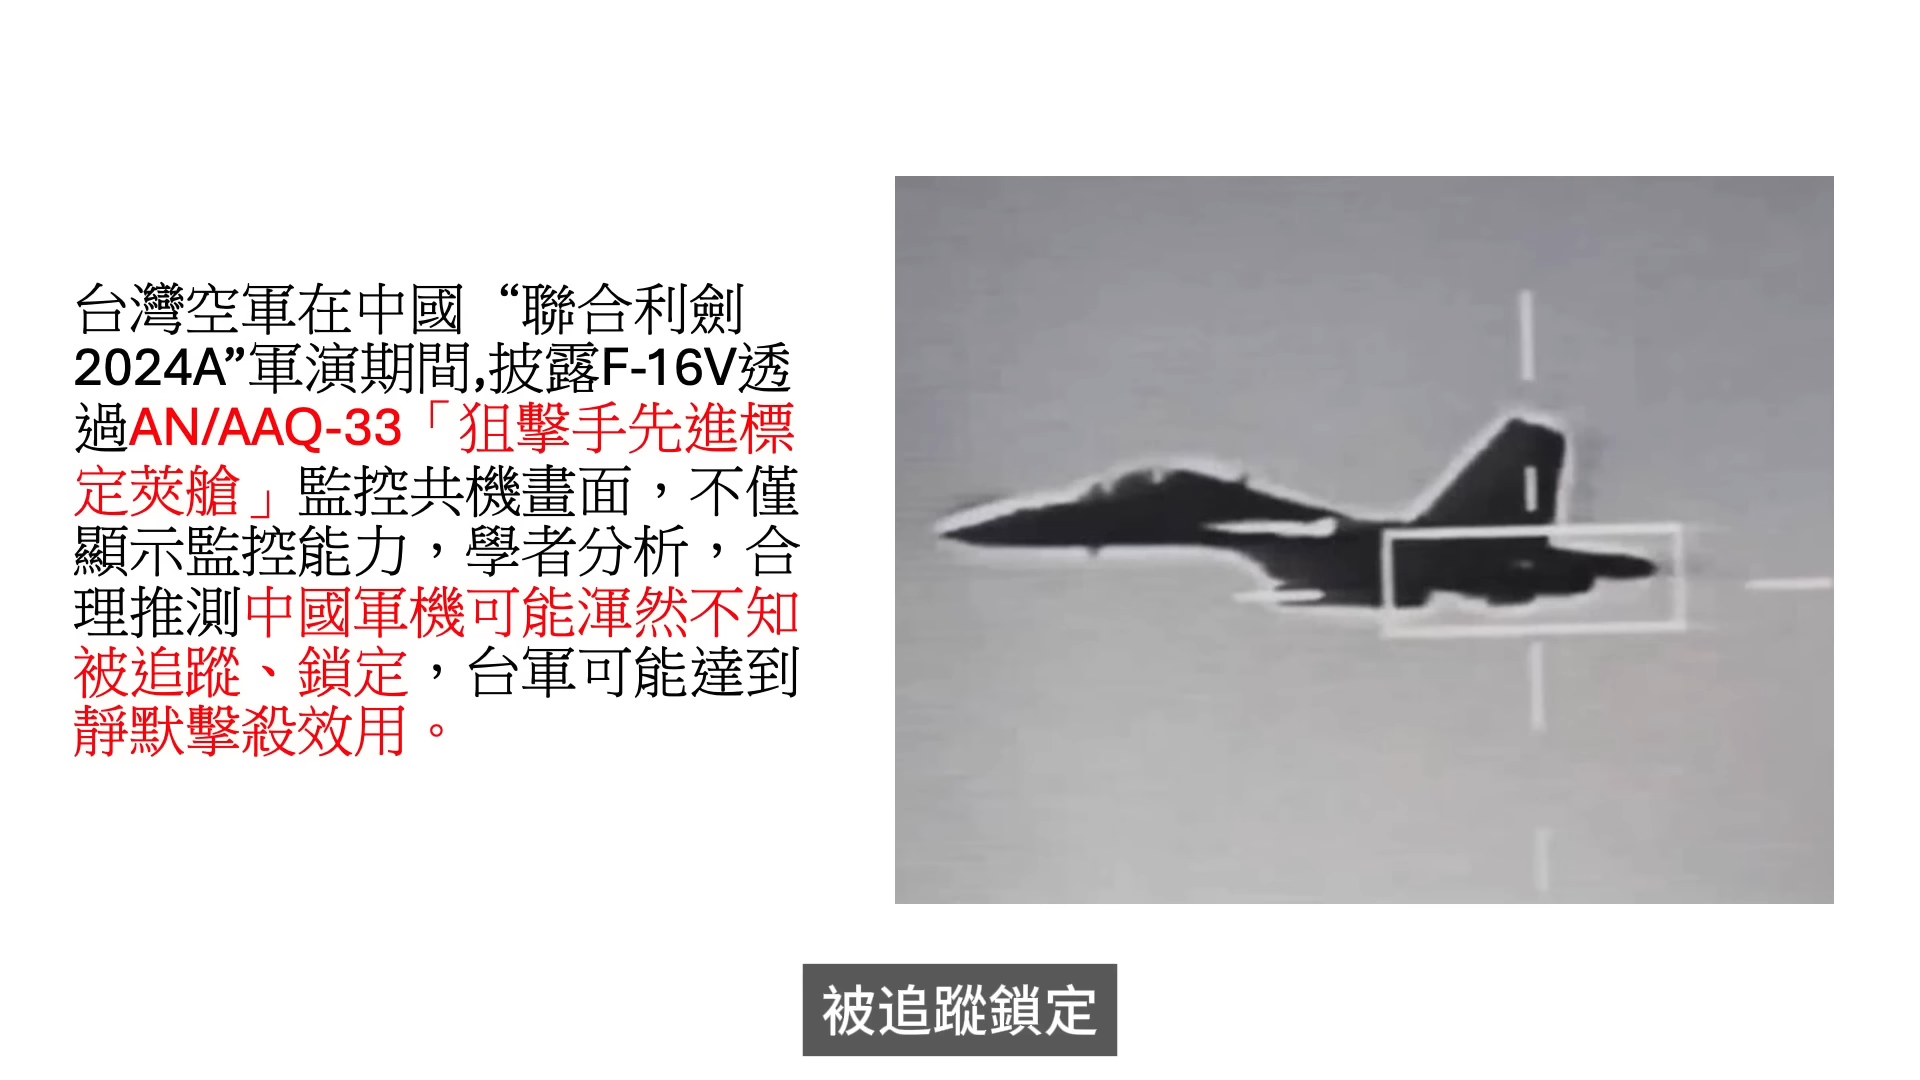 台灣空軍在中國“聯合利劍
2024A”軍演期間,披露F-16V透
過AN/AAQ-33「狙擊手先進標
定莢艙」監控共機畫面，不僅
顯示監控能力，學者分析，合
理推測中國軍機可能渾然不知
被追蹤、鎖定，台軍可能達到
靜默擊殺效用。
被追蹤鎖定